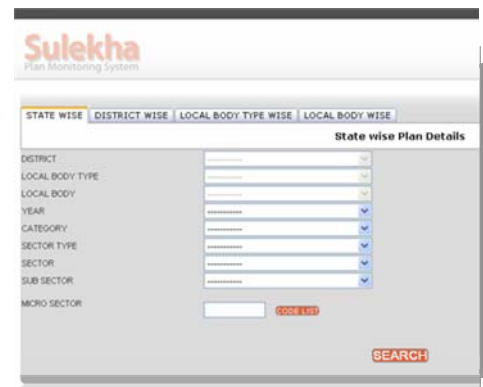 Sulekha
Plan Monitoring System
STATE WISE DISTRICT WISE LOCAL BODY TYPE WISE LOCAL BODY WISE
State wise Plan Details
DISTRICT ----------
LOCAL BODY TYPE ----------
LOCAL BODY ----------
YEAR ----------
CATEGORY ----------
SECTOR TYPE ----------
SECTOR ----------
SUB SECTOR ----------
MICRO SECTOR CODE LIST
SEARCH